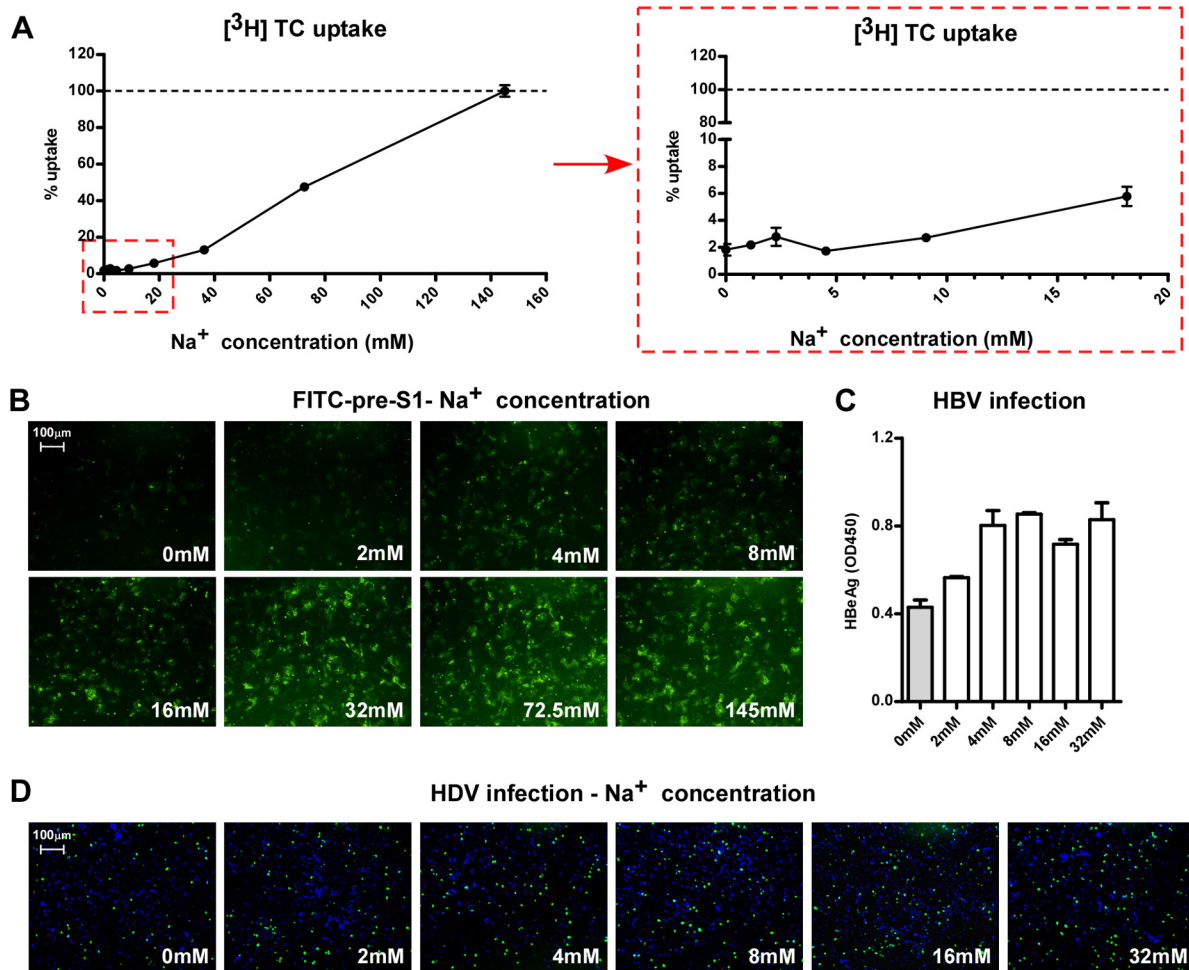 A
[³H] TC uptake
% uptake
120
100
80
60
40
20
0
0
20
40
60
80
100
120
140
160
Na⁺ concentration (mM)
[³H] TC uptake
% uptake
120
100
80
10
8
6
4
2
0
0
5
10
15
20
Na⁺ concentration (mM)
B
FITC-pre-S1- Na⁺ concentration
100μm
0mM
2mM
4mM
8mM
16mM
32mM
72.5mM
145mM
C
HBV infection
HBeAg (OD450)
1.2
0.8
0.4
0.0
0mM
2mM
4mM
8mM
16mM
32mM
D
HDV infection - Na⁺ concentration
100μm
0mM
2mM
4mM
8mM
16mM
32mM